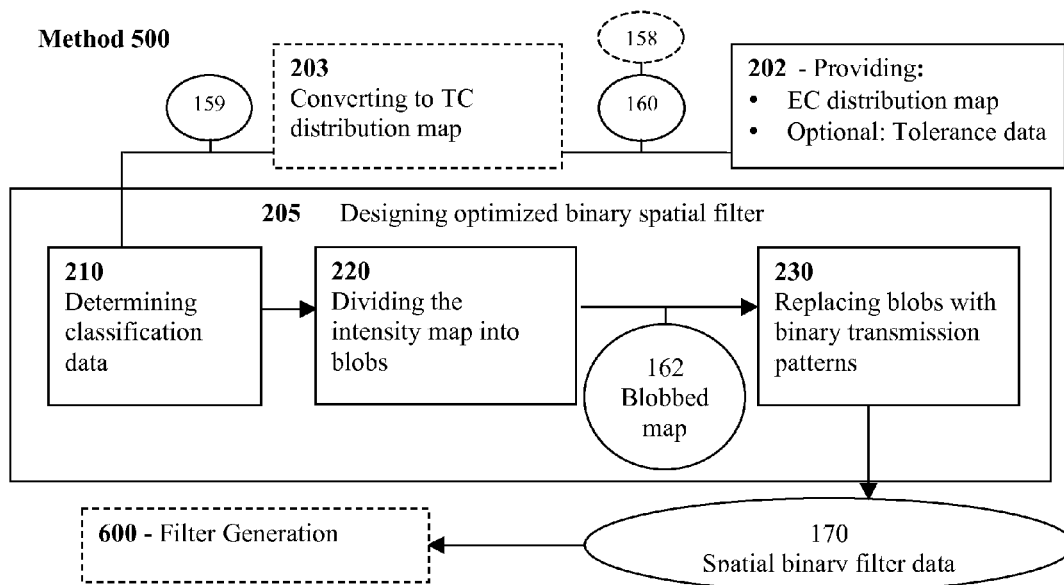 Method 500
159
203
Converting to TC
distribution map
158
160
202 - Providing:
• EC distribution map
• Optional: Tolerance data
205 Designing optimized binary spatial filter
210
Determining
classification
data
220
Dividing the
intensity map into
blobs
162
Blobbed
map
230
Replacing blobs with
binary transmission
patterns
600 - Filter Generation
170
Spatial binary filter data